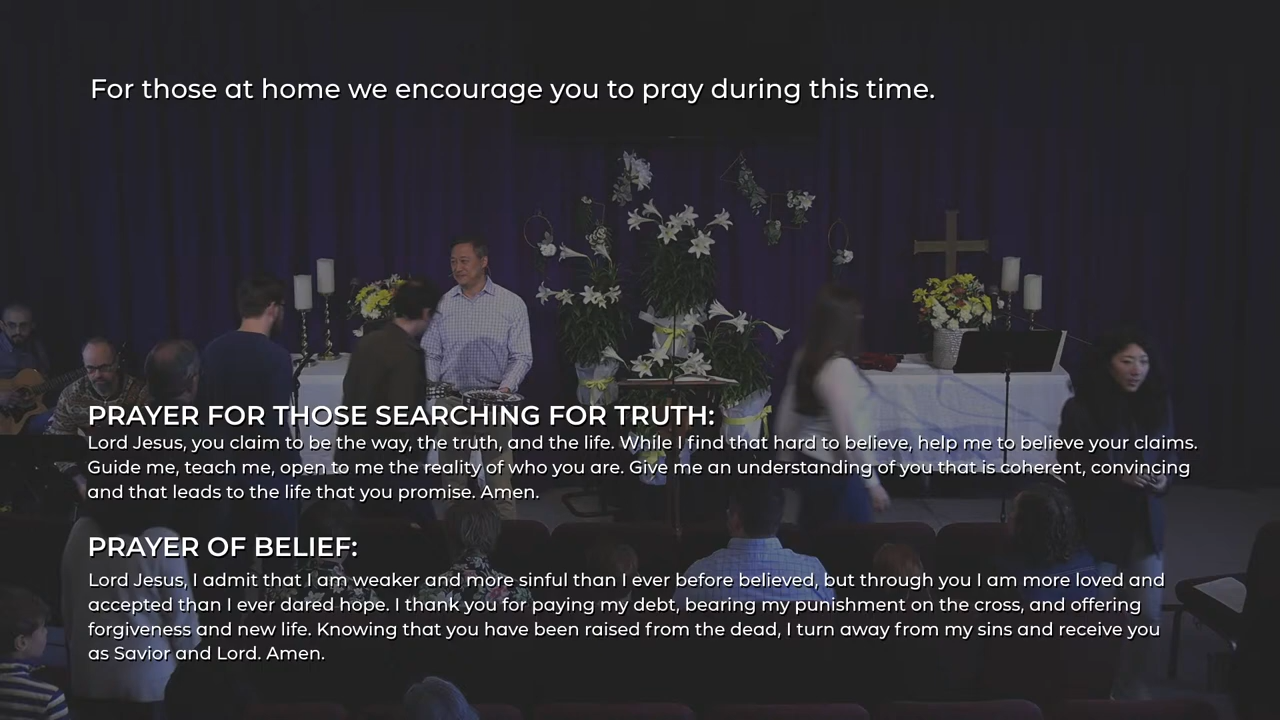 For those at home we encourage you to pray during this time.
PRAYER FOR THOSE SEARCHING FOR TRUTH:
Lord Jesus, you claim to be the way, the truth, and the life. While I find that hard to believe, help me to believe your claims.
Guide me, teach me, open to me the reality of who you are. Give me an understanding of you that is coherent, convincing
and that leads to the life that you promise. Amen.
PRAYER OF BELIEF:
Lord Jesus, I admit that I am weaker and more sinful than I ever before believed, but through you I am more loved and
accepted than I ever dared hope. I thank you for paying my debt, bearing my punishment on the cross, and offering
forgiveness and new life. Knowing that you have been raised from the dead, I turn away from my sins and receive you
as Savior and Lord. Amen.